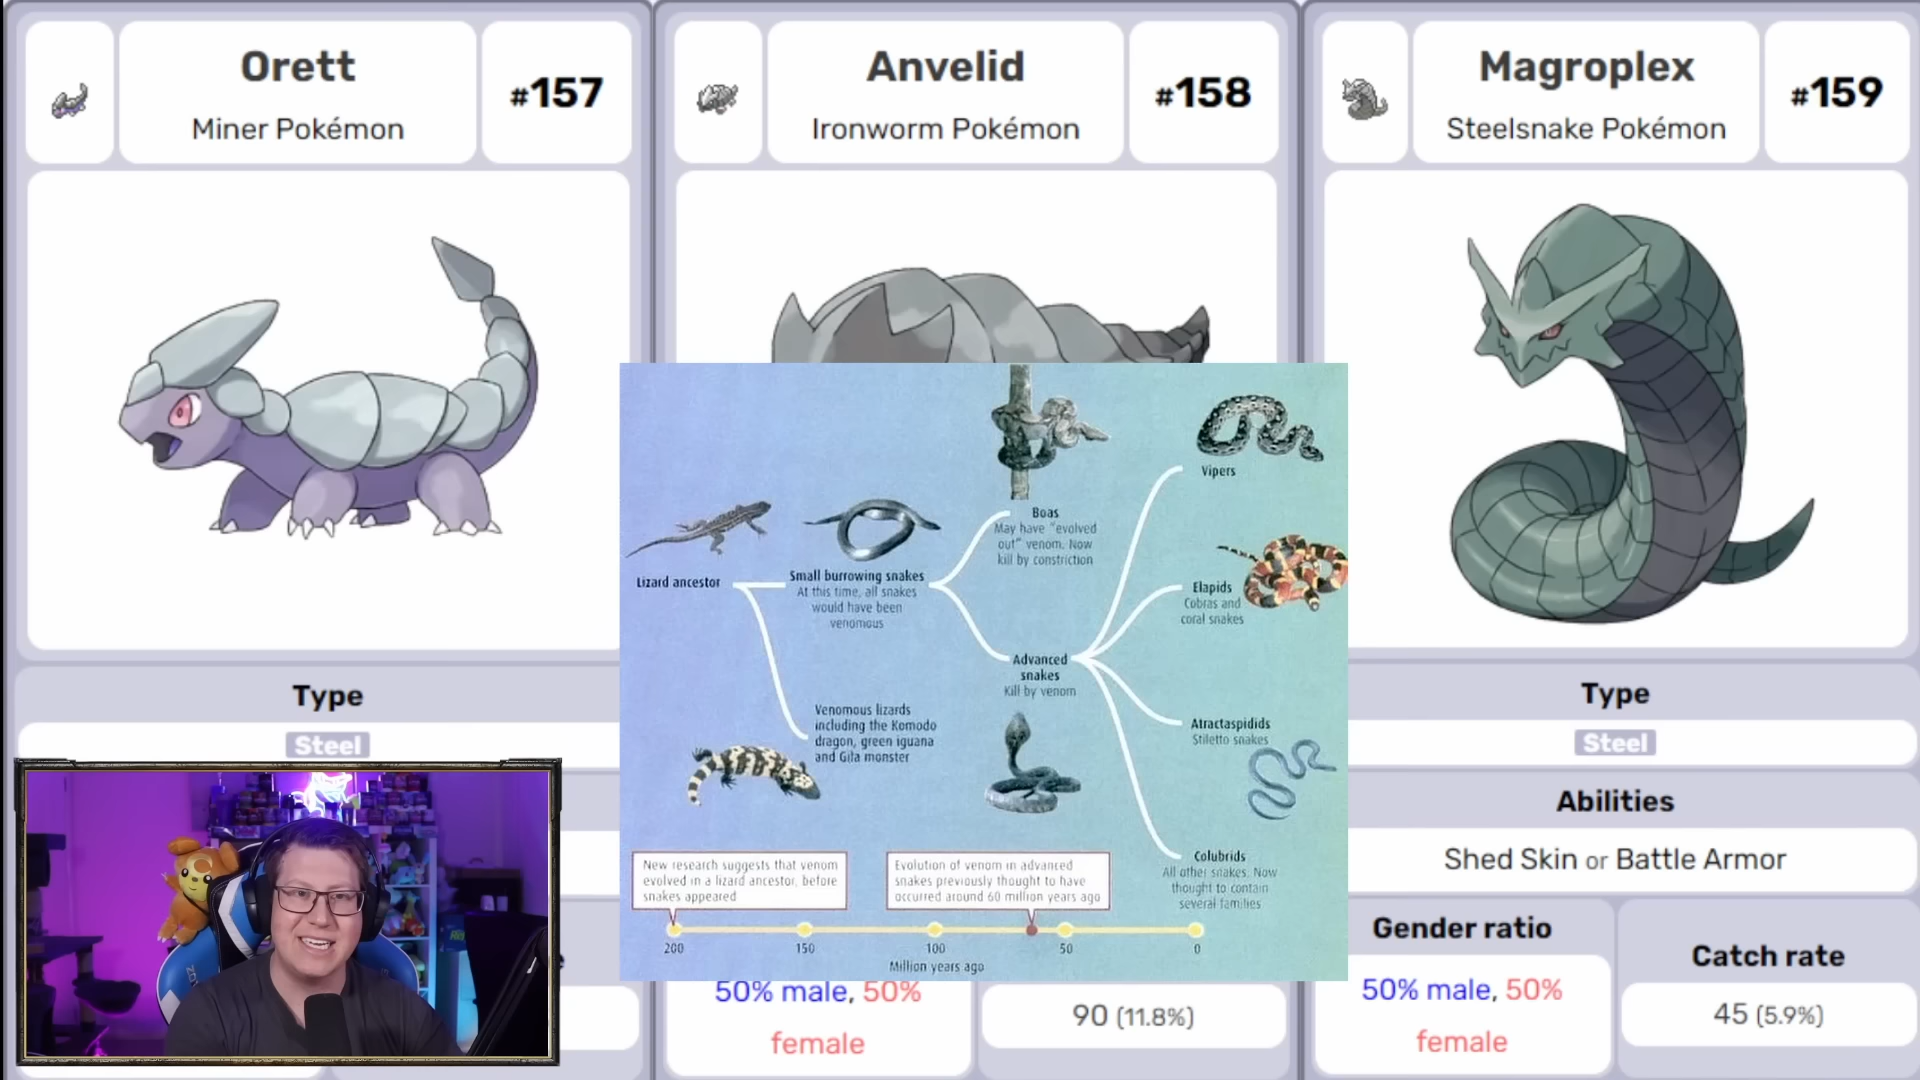 Orett
Miner Pokémon
#157
Anvelid
Ironworm Pokémon
#158
Magroplex
Steelsnake Pokémon
#159
Type
Steel
Lizard ancestor
Small burrowing snakes
At this time, all snakes
would have been
venomous
Boas
May have "evolved
out" venom. Now
kill by constriction
Vipers
Elapids
Cobras and
coral snakes
Advanced
snakes
Kill by venom
Venomous lizards
including the Komodo
dragon, green iguana
and Gila monster
Atractaspidids
Stiletto snakes
Colubrids
All other snakes. Now
thought to contain
several families
New research suggests that venom
evolved in a lizard ancestor, before
snakes appeared
Evolution of venom in advanced
snakes previously thought to have
occurred around 60 million years ago
200
150
100
50
0
Million years ago
50% male, 50%
female
90 (11.8%)
Type
Steel
Abilities
Shed Skin or Battle Armor
Gender ratio
50% male, 50%
female
Catch rate
45 (5.9%)